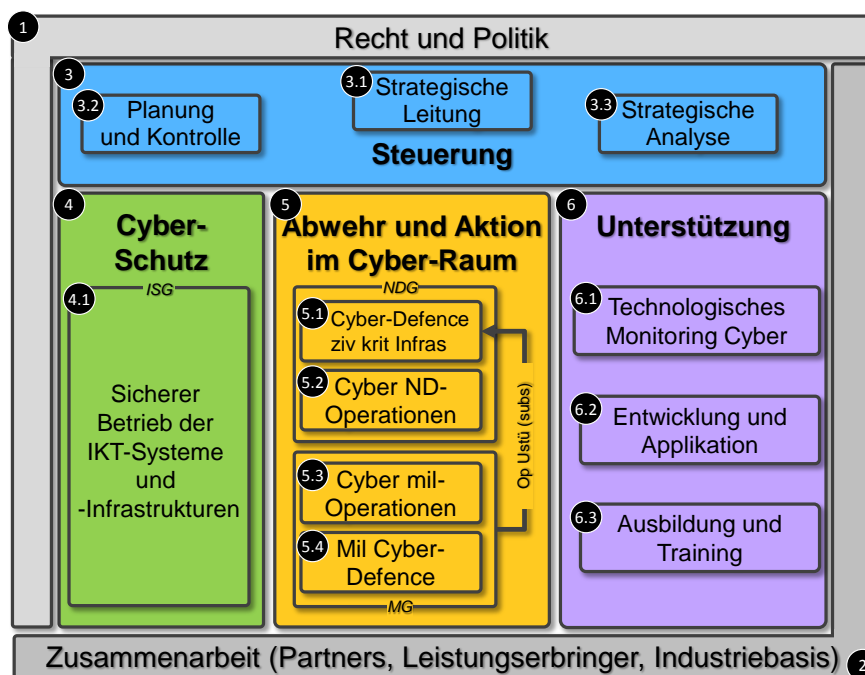 1
Recht und Politik
3
3.1
Strategische
Leitung
3.2
Planung
und Kontrolle
3.3
Strategische
Analyse
Steuerung
4
Cyber-
Schutz
ISG
4.1
Sicherer
Betrieb der
IKT-Systeme
und
-Infrastrukturen
5
Abwehr und Aktion
im Cyber-Raum
NDG
5.1
Cyber-Defence
ziv krit Infras
5.2
Cyber ND-
Operationen
5.3
Cyber mil-
Operationen
5.4
Mil Cyber-
Defence
MG
Op Ustü (subs)
6
Unterstützung
6.1
Technologisches
Monitoring Cyber
6.2
Entwicklung und
Applikation
6.3
Ausbildung und
Training
Zusammenarbeit (Partners, Leistungserbringer, Industriebasis)
2